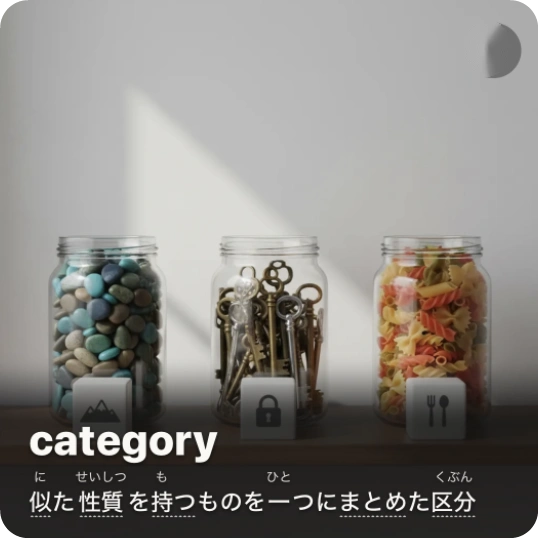 category
に せいしつ も ひと くぶん
似た性質を持つものを一つにまとめた区分